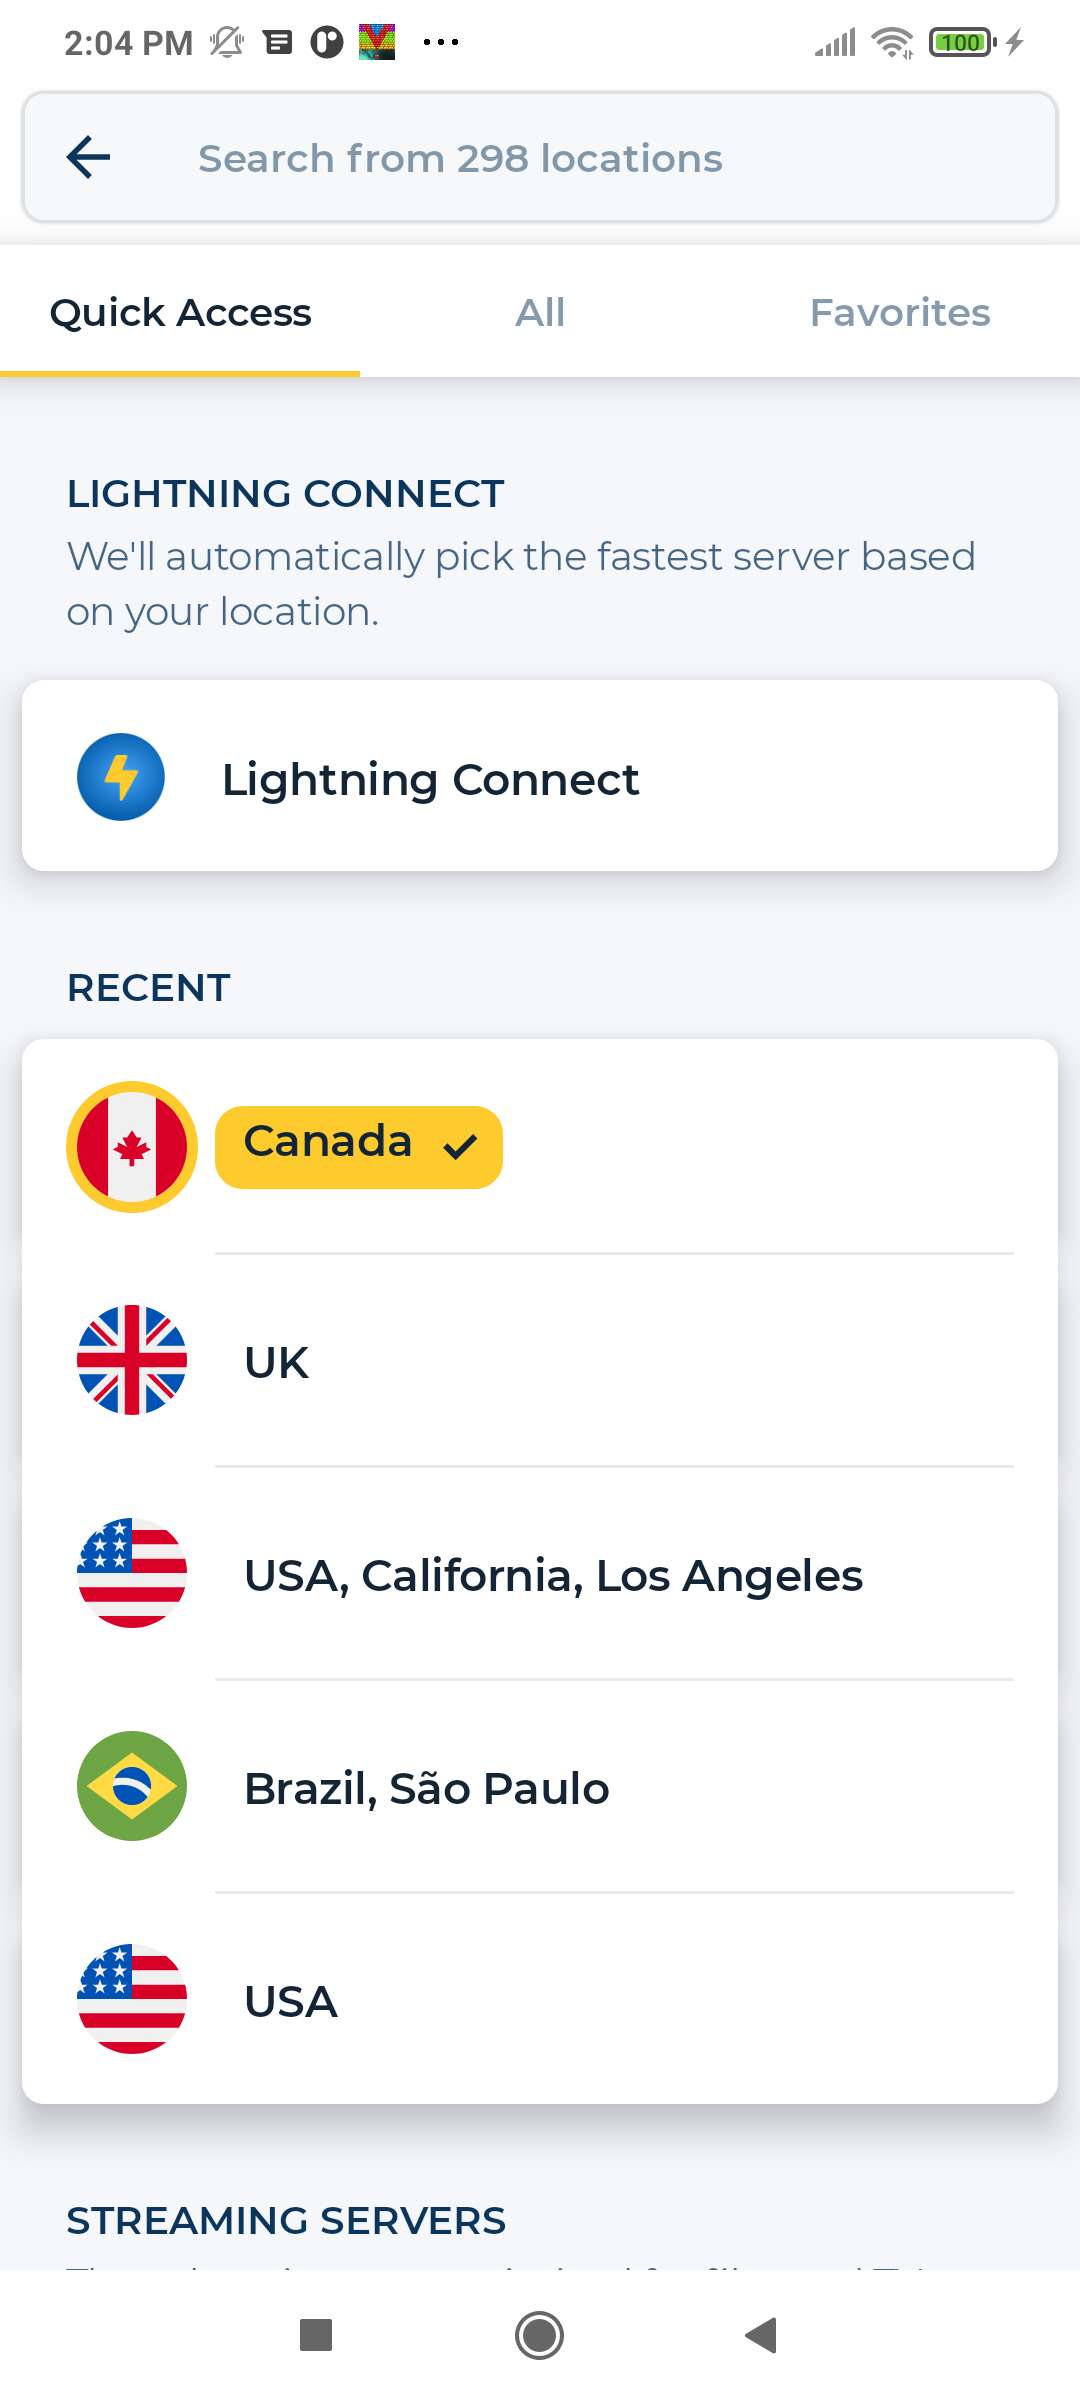 2:04 PM
100
Search from 298 locations
Quick Access
All
Favorites
LIGHTNING CONNECT
We'll automatically pick the fastest server based
on your location.
Lightning Connect
RECENT
Canada
UK
USA, California, Los Angeles
Brazil, São Paulo
USA
STREAMING SERVERS